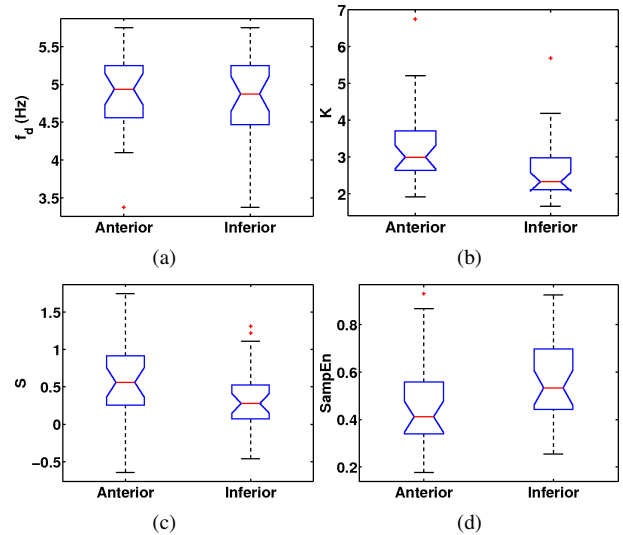 5.5
5
4.5
4
3.5
f_d (Hz)
Anterior Inferior
(a)
7
6
5
4
3
2
K
Anterior Inferior
(b)
1.5
1
0.5
0
−0.5
S
Anterior Inferior
(c)
0.8
0.6
0.4
0.2
SampEn
Anterior Inferior
(d)